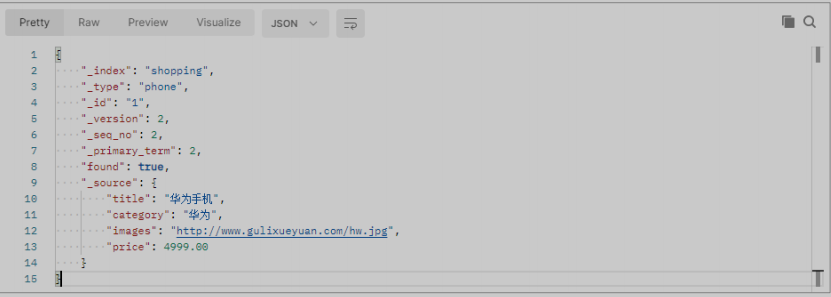 Pretty Raw Preview Visualize JSON
1 {
2 "_index": "shopping",
3 "_type": "phone",
4 "_id": "1",
5 "_version": 2,
6 "_seq_no": 2,
7 "_primary_term": 2,
8 "found": true,
9 "_source": {
10 "title": "华为手机",
11 "category": "华为",
12 "images": "http://www.gulixueyuan.com/hw.jpg",
13 "price": 4999.00
14 }
15 }